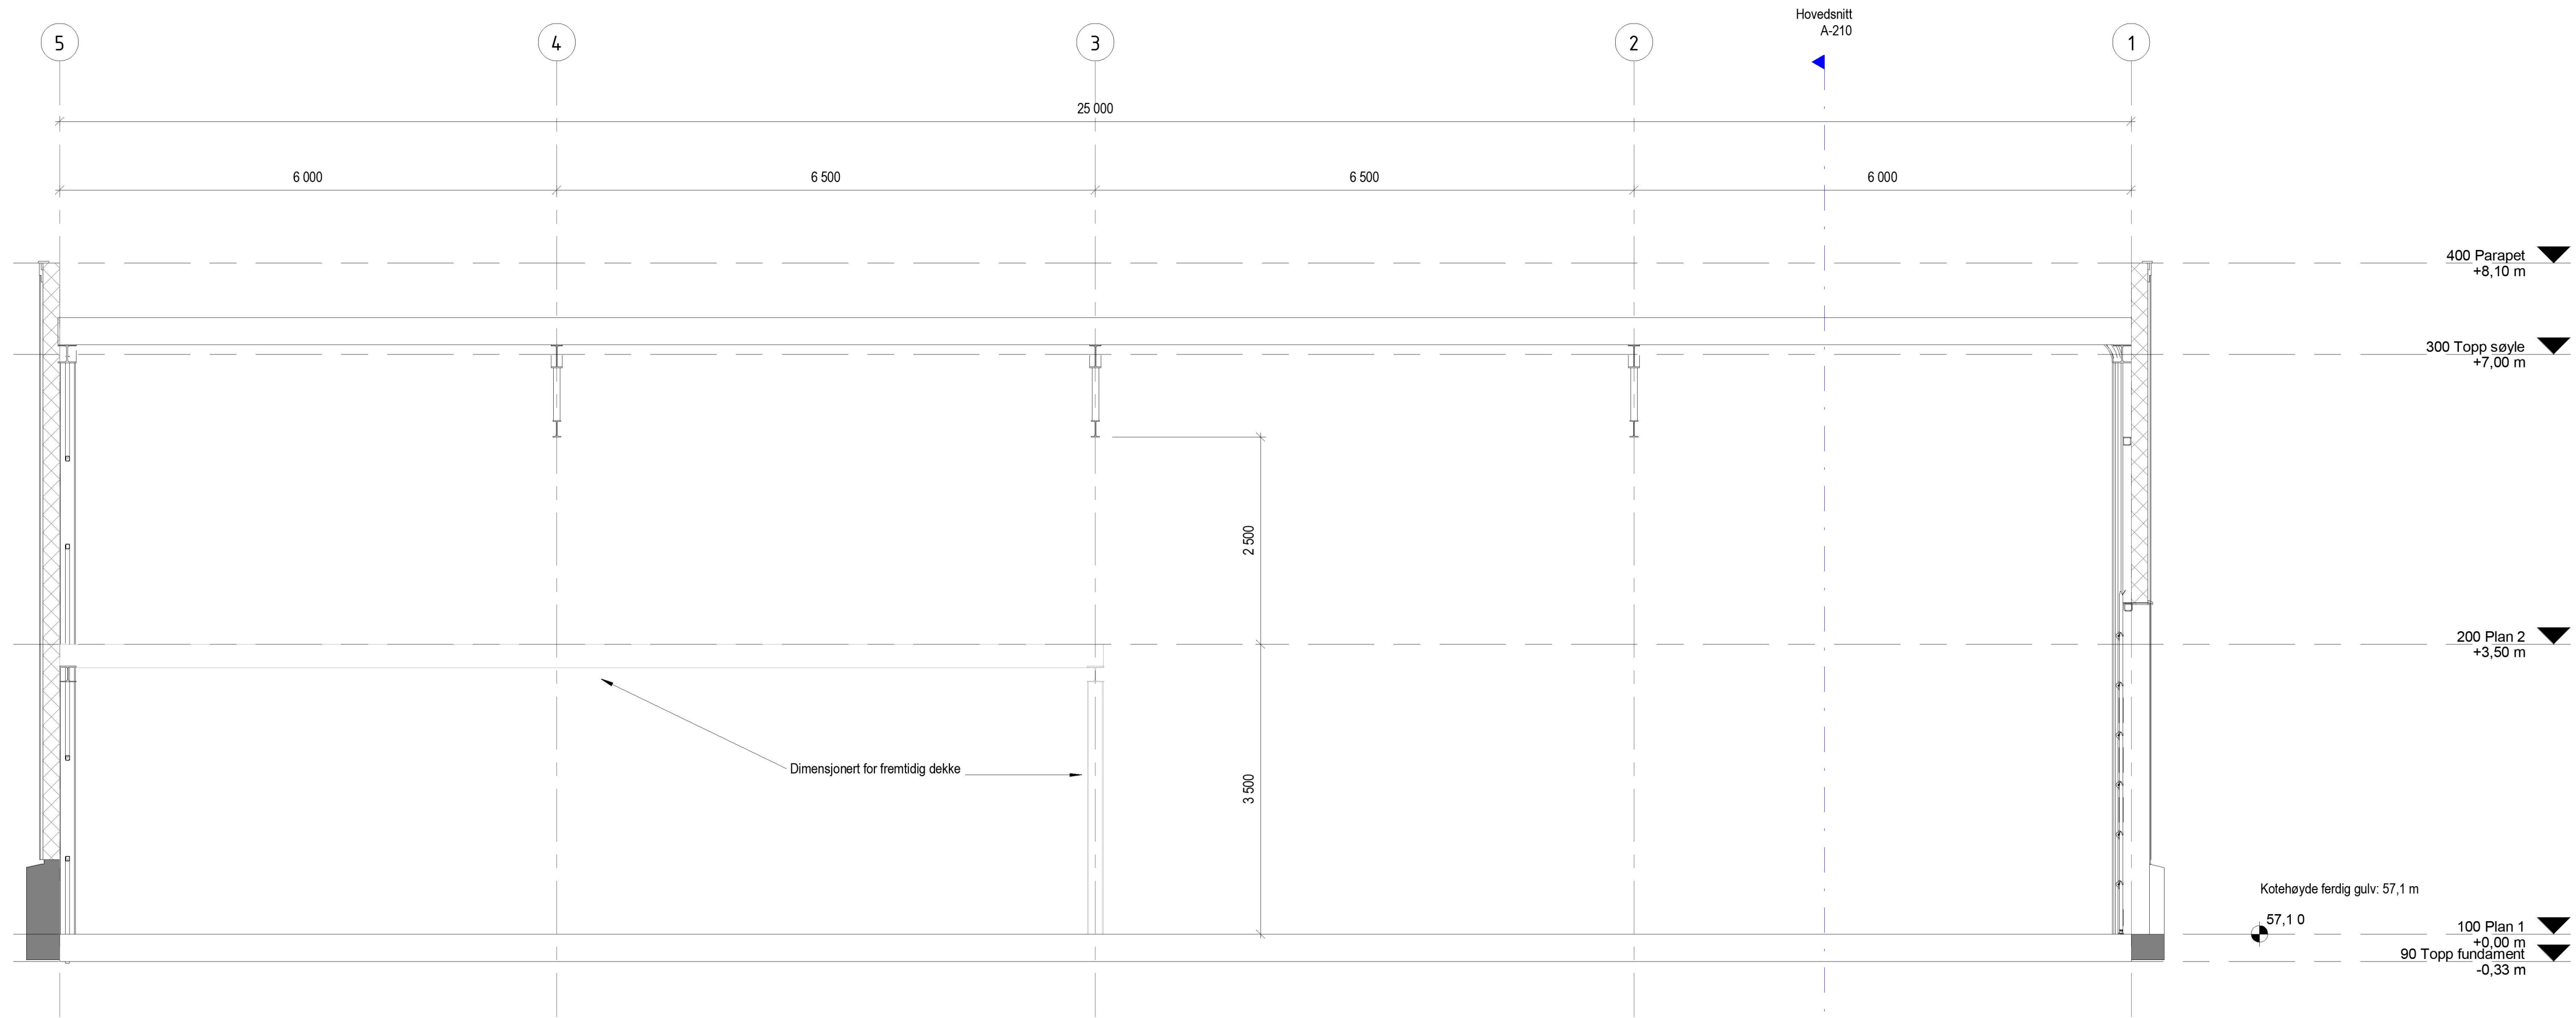 Hovedsnitt
A-210
5
4
3
2
1
25 000
6 000
6 500
6 500
6 000
400 Parapet
+8,10 m
300 Topp søyle
+7,00 m
2 500
200 Plan 2
+3,50 m
Dimensjonert for fremtidig dekke
3 500
Kotehøyde ferdig gulv: 57,1 m
57,1 0
100 Plan 1
+0,00 m
90 Topp fundament
-0,33 m